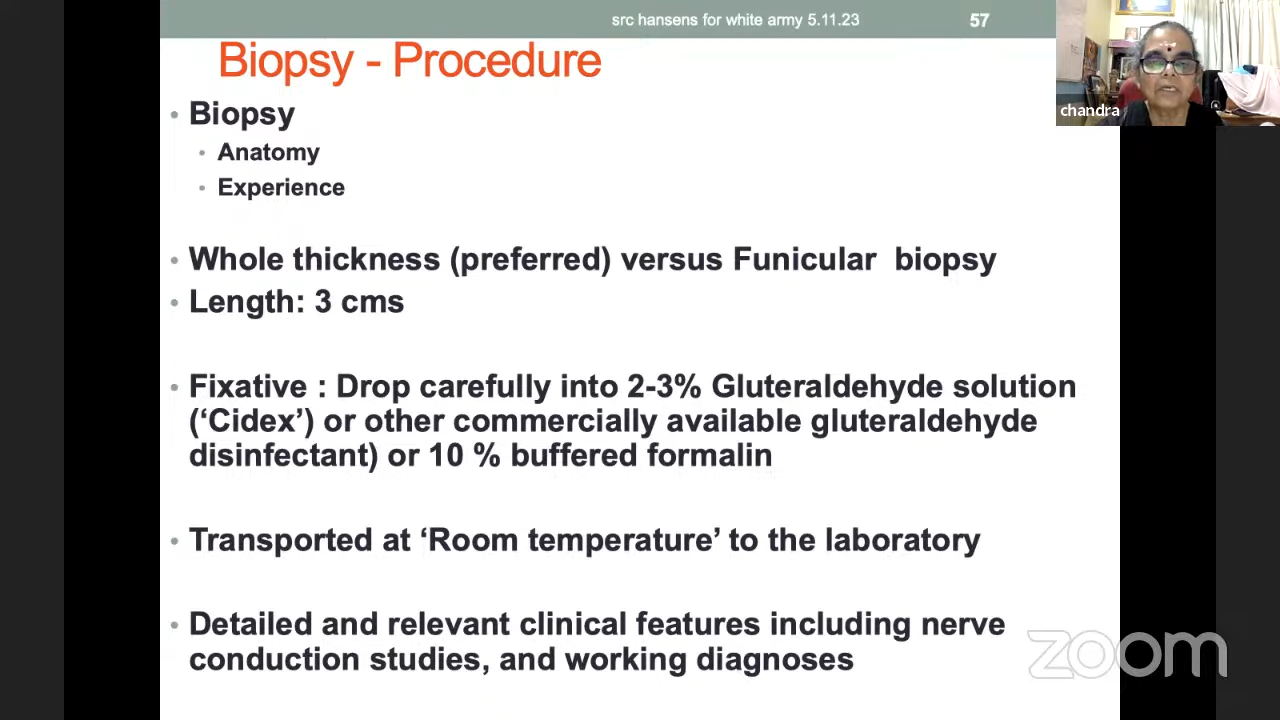 src hansens for white army 5.11.23
57
Biopsy - Procedure
chandra
• Biopsy
• Anatomy
• Experience
• Whole thickness (preferred) versus Funicular biopsy
• Length: 3 cms
• Fixative : Drop carefully into 2-3% Gluteraldehyde solution
(‘Cidex’) or other commercially available gluteraldehyde
disinfectant) or 10 % buffered formalin
• Transported at ‘Room temperature’ to the laboratory
• Detailed and relevant clinical features including nerve
conduction studies, and working diagnoses
zoom